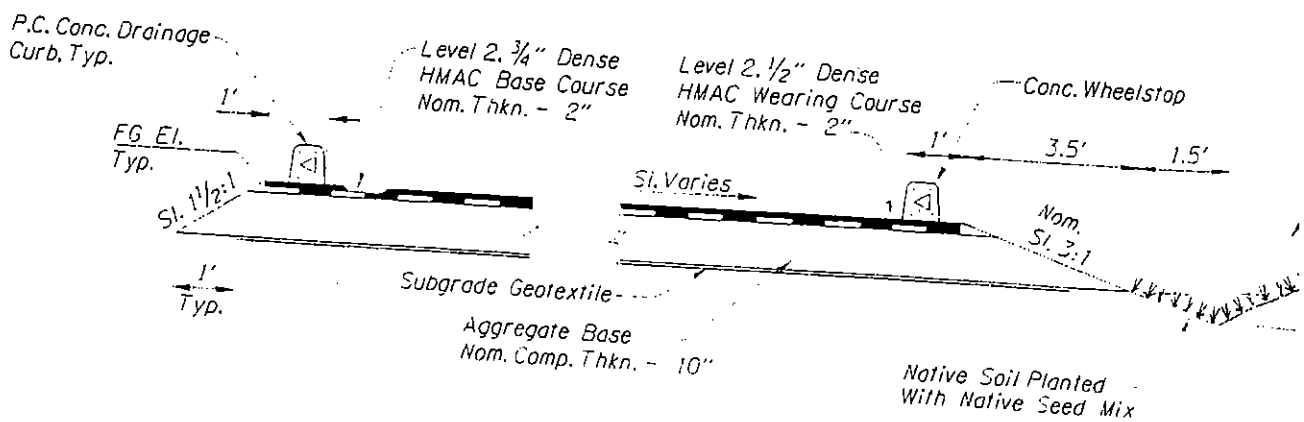 P.C. Conc. Drainage
Curb, Typ.
Level 2, 3/4" Dense
HMAC Base Course
Nom. Thkn. - 2"
Level 2, 1/2" Dense
HMAC Wearing Course
Nom. Thkn. - 2"
Conc. Wheelstop
1'
1'
3.5'
1.5'
FG El.
Typ.
Sl. Varies
Sl. 1 1/2:1
Nom.
Sl. 3:1
1'
Typ.
Subgrade Geotextile
Aggregate Base
Nom. Comp. Thkn. - 10"
Native Soil Planted
With Native Seed Mix